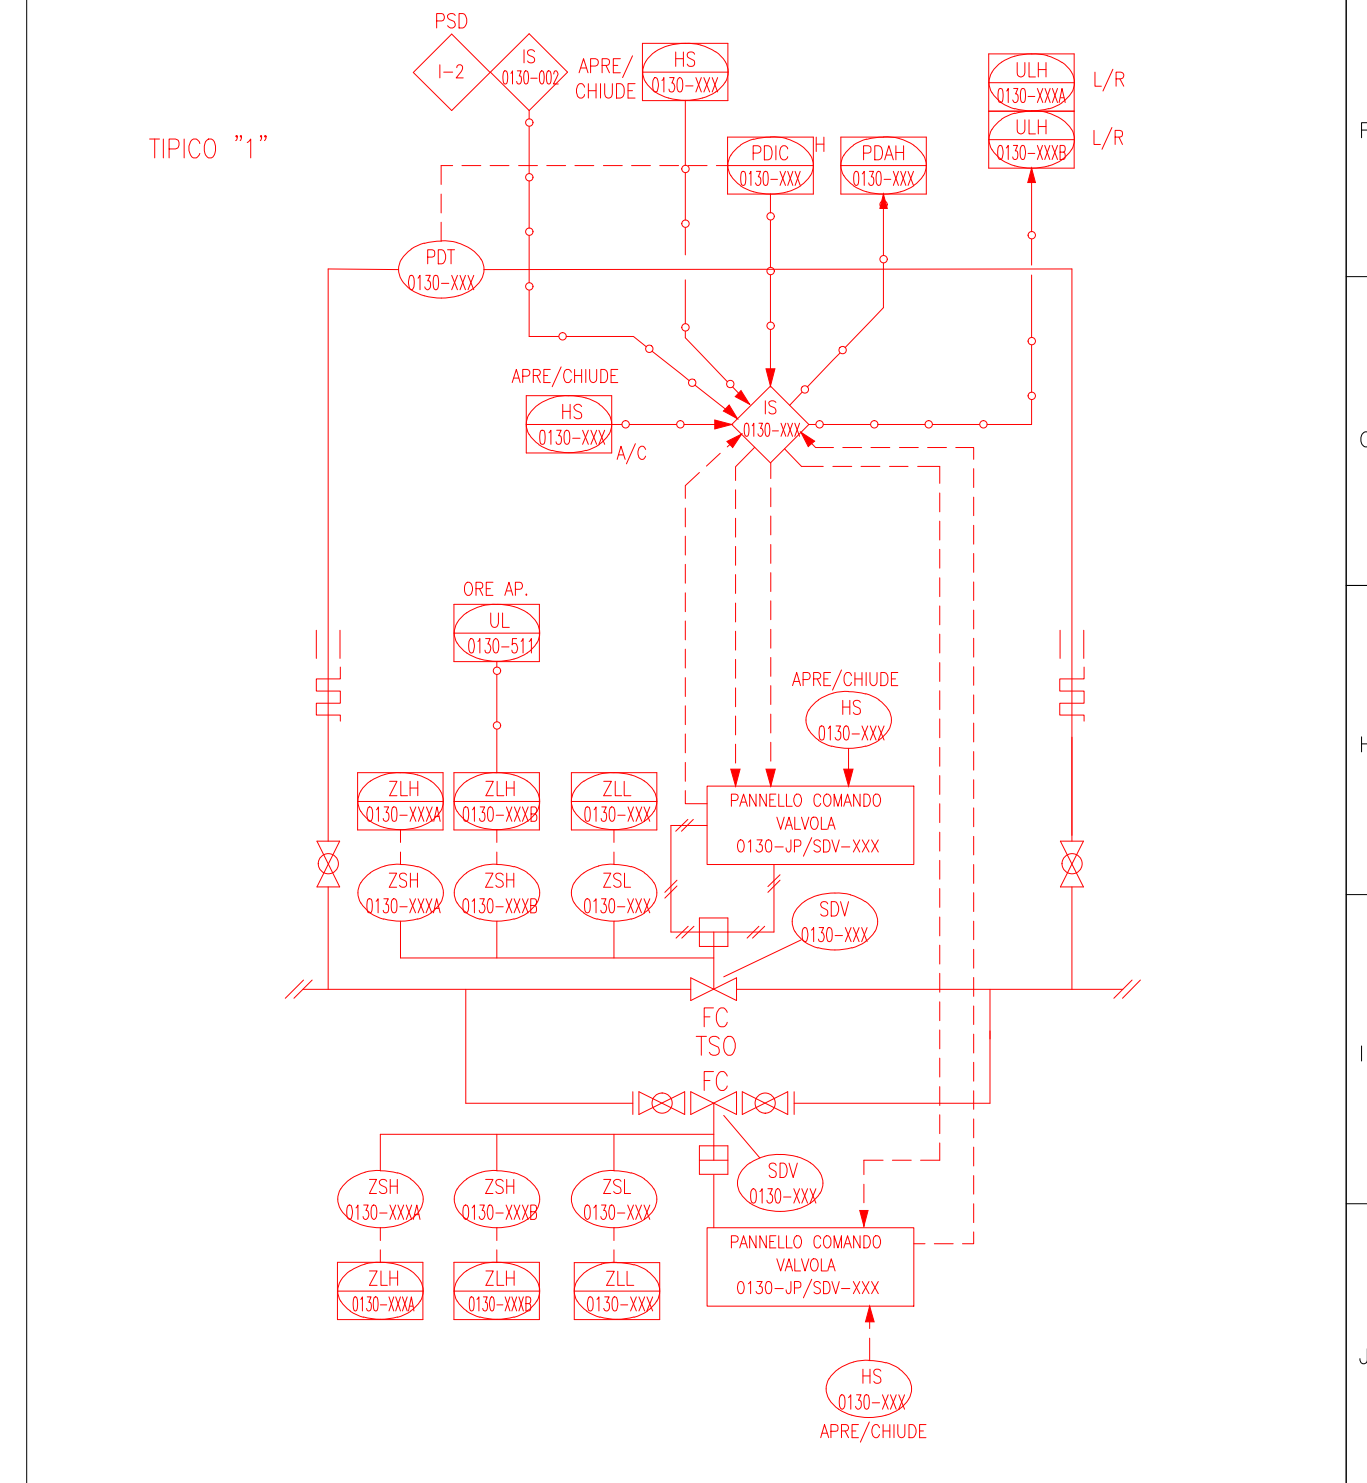 PSD
I-2
IS
0130-002
APRE/
CHIUDE
HS
0130-XXX
ULH
0130-XXXA
L/R
ULH
0130-XXXB
L/R
TIPICO "1"
PDIC
0130-XXX
H
PDAH
0130-XXX
PDT
0130-XXX
APRE/CHIUDE
HS
0130-XXX
A/C
IS
0130-XXX
ORE AP.
UL
0130-511
APRE/CHIUDE
HS
0130-XXX
ZLH
0130-XXXA
ZLH
0130-XXXB
ZLL
0130-XXX
PANNELLO COMANDO
VALVOLA
0130-JP/SDV-XXX
ZSH
0130-XXXA
ZSH
0130-XXXB
ZSL
0130-XXX
SDV
0130-XXX
FC
TSO
FC
ZSH
0130-XXXA
ZSH
0130-XXXB
ZSL
0130-XXX
SDV
0130-XXX
PANNELLO COMANDO
VALVOLA
0130-JP/SDV-XXX
ZLH
0130-XXXA
ZLH
0130-XXXB
ZLL
0130-XXX
HS
0130-XXX
APRE/CHIUDE
H
I